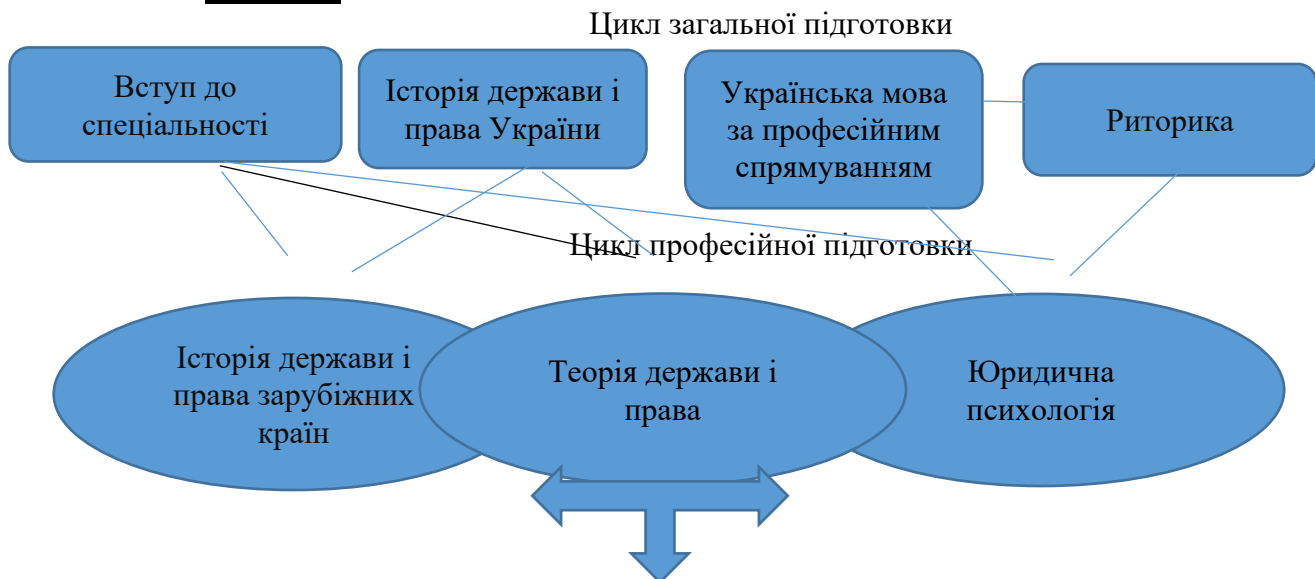 Цикл загальної підготовки
Вступ до
спеціальності
Історія держави і
права України
Українська мова
за професійним
спрямуванням
Риторика
Цикл професійної підготовки
Історія держави і
права зарубіжних
країн
Теорія держави і
права
Юридична
психологія